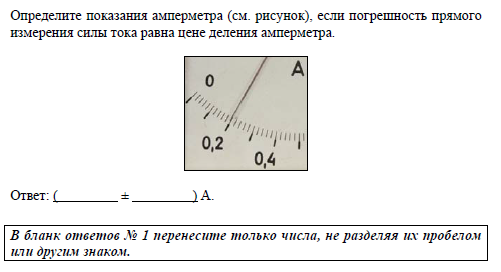 Определите показания амперметра (см. рисунок), если погрешность прямого
измерения силы тока равна цене деления амперметра.
0 A
0,2
0,4
Ответ: (_________ ± _________) А.
В бланк ответов № 1 перенесите только числа, не разделяя их пробелом
или другим знаком.